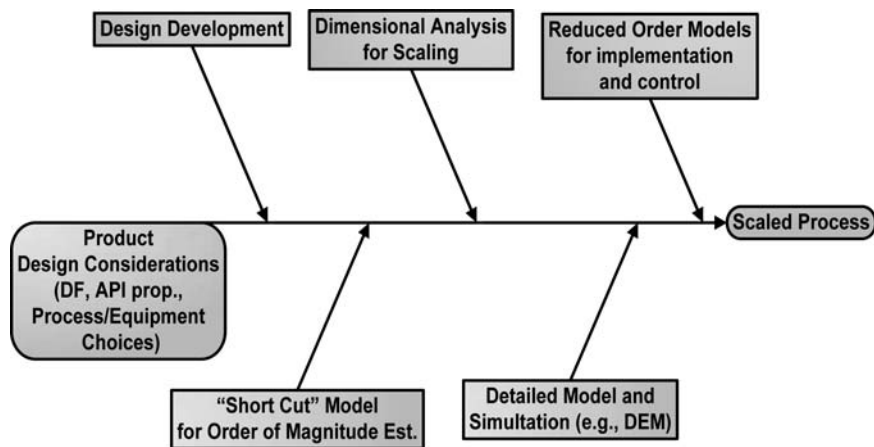 Design Development
Dimensional Analysis
for Scaling
Reduced Order Models
for implementation
and control
Product
Design Considerations
(DF, API prop.,
Process/Equipment
Choices)
Scaled Process
“Short Cut” Model
for Order of Magnitude Est.
Detailed Model and
Simultation (e.g., DEM)